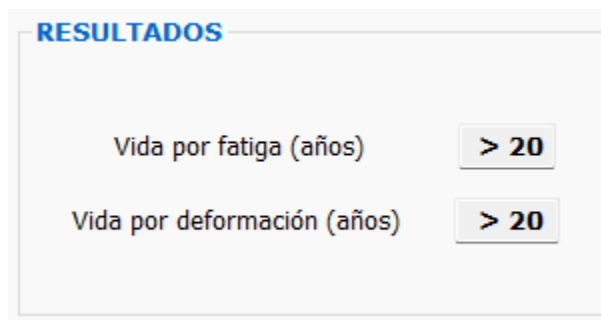 RESULTADOS
Vida por fatiga (años) > 20
Vida por deformación (años) > 20